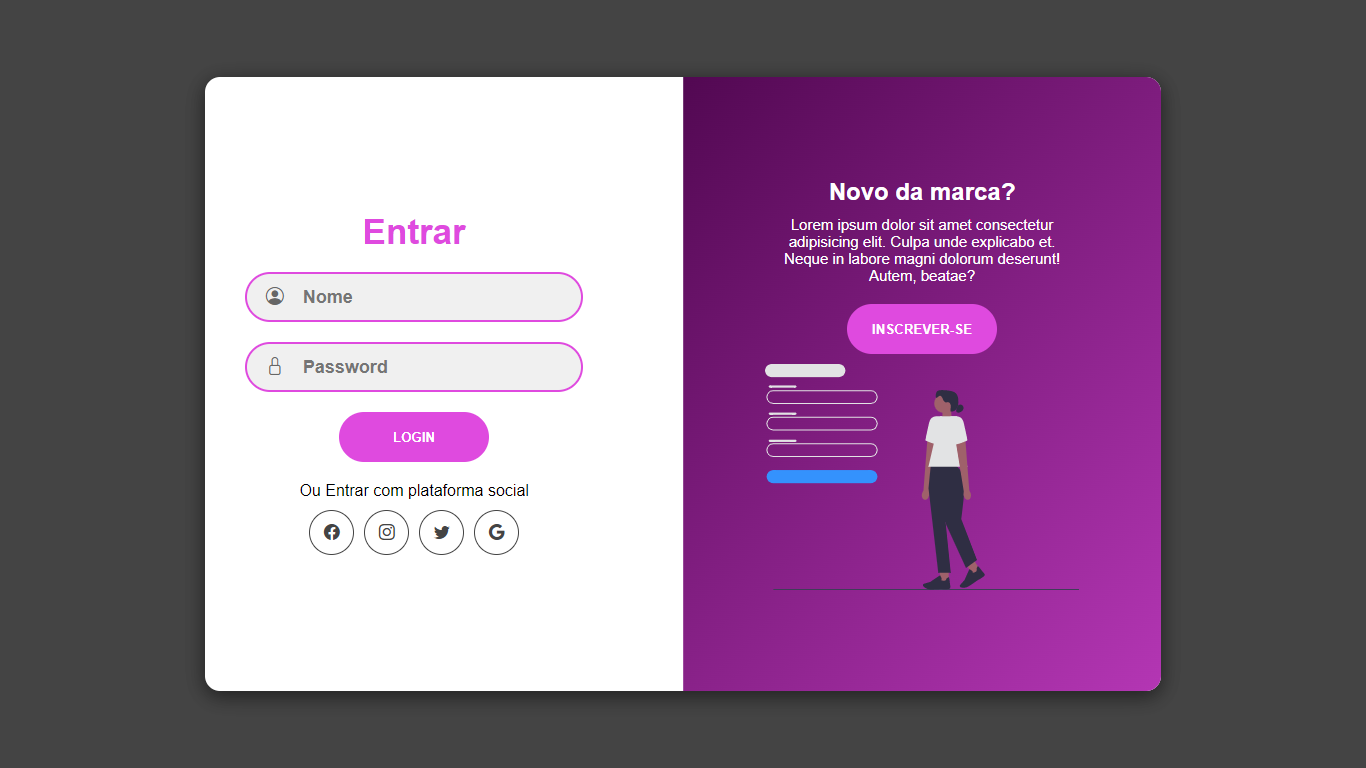 Entrar
Nome
Password
LOGIN
Ou Entrar com plataforma social
Novo da marca?
Lorem ipsum dolor sit amet consectetur
adipisicing elit. Culpa unde explicabo et.
Neque in labore magni dolorum deserunt!
Autem, beatae?
INSCREVER-SE